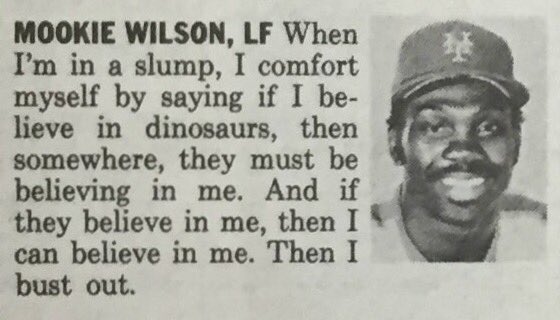 MOOKIE WILSON, LF When
I'm in a slump, I comfort
myself by saying if I be-
lieve in dinosaurs, then
somewhere, they must be
believing in me. And if
they believe in me, then I
can believe in me. Then I
bust out.
NY